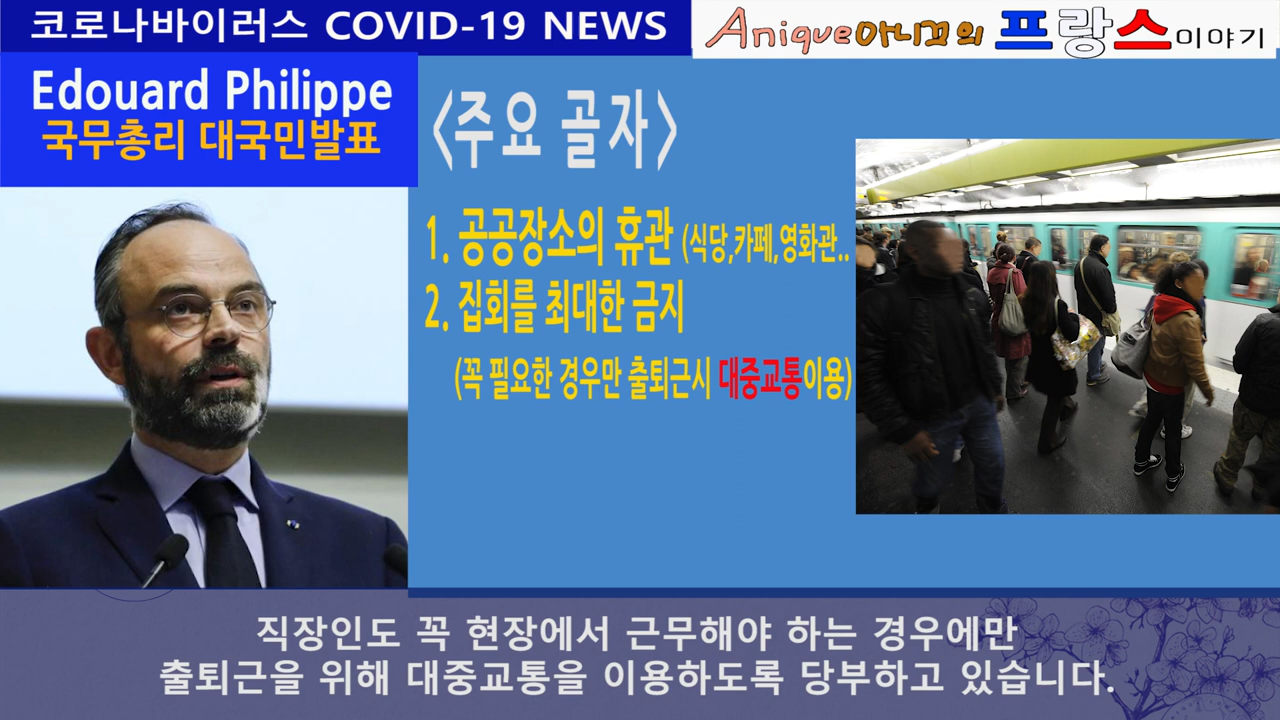 코로나바이러스 COVID-19 NEWS
Anique아니끄의 프랑스이야기
Edouard Philippe
국무총리 대국민발표
<주요 골자>
1. 공공장소의 휴관 (식당,카페,영화관..
2. 집회를 최대한 금지
(꼭 필요한 경우만 출퇴근시 대중교통이용)
직장인도 꼭 현장에서 근무해야 하는 경우에만
출퇴근을 위해 대중교통을 이용하도록 당부하고 있습니다.